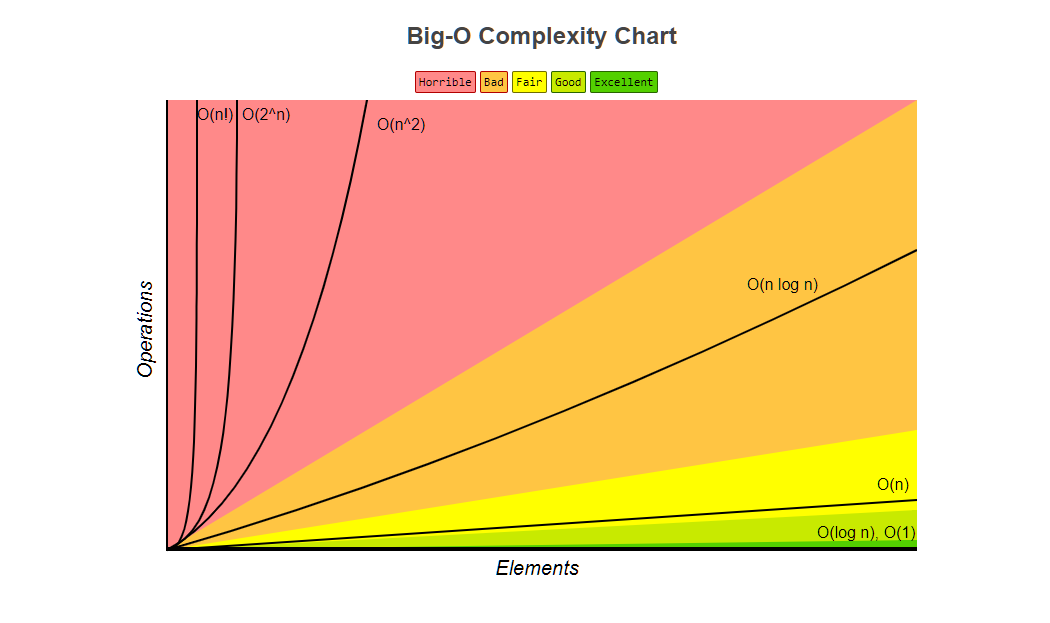 Big-O Complexity Chart
Horrible Bad Fair Good Excellent
O(n!) O(2^n)
O(n^2)
O(n log n)
O(n)
O(log n), O(1)
Operations
Elements